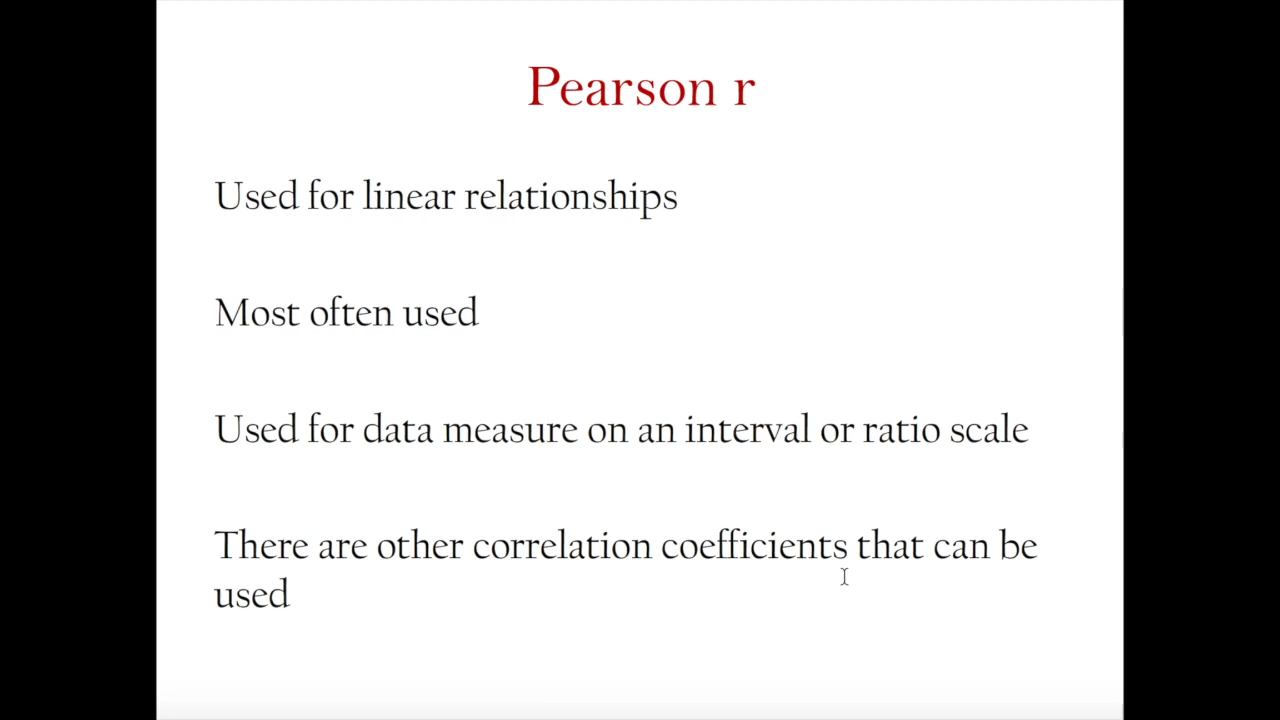 Pearson r
Used for linear relationships
Most often used
Used for data measure on an interval or ratio scale
There are other correlation coefficients that can be
used